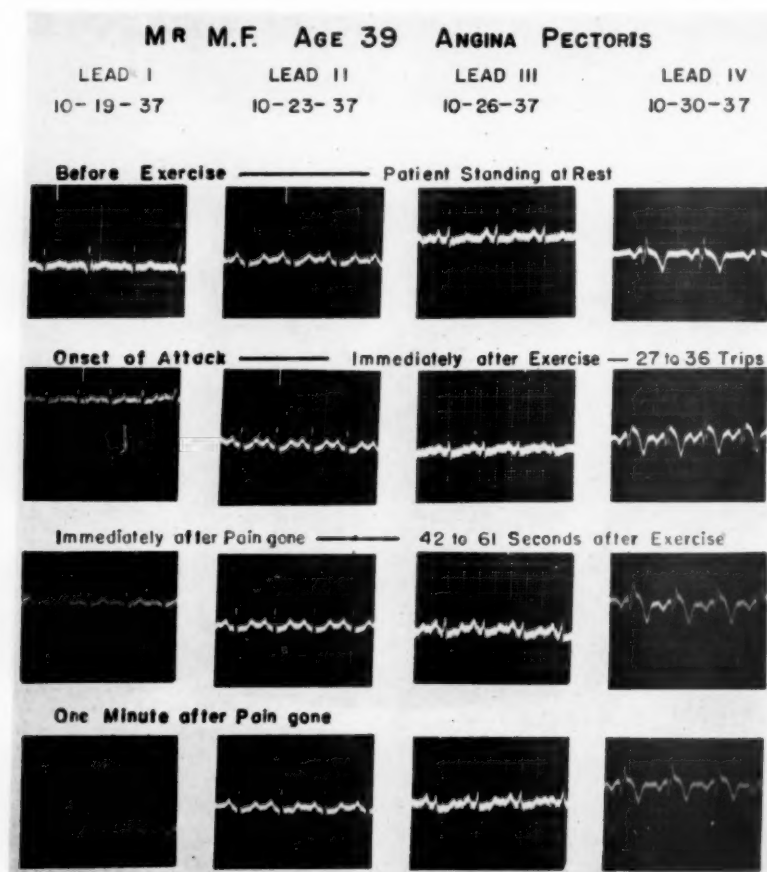 MR M.F. AGE 39 ANGINA PECTORIS
LEAD I LEAD II LEAD III LEAD IV
10-19-37 10-23-37 10-26-37 10-30-37
Before Exercise — Patient Standing at Rest
Onset of Attack — Immediately after Exercise — 27 to 36 Trips
Immediately after Pain gone — 42 to 61 Seconds after Exercise
One Minute after Pain gone